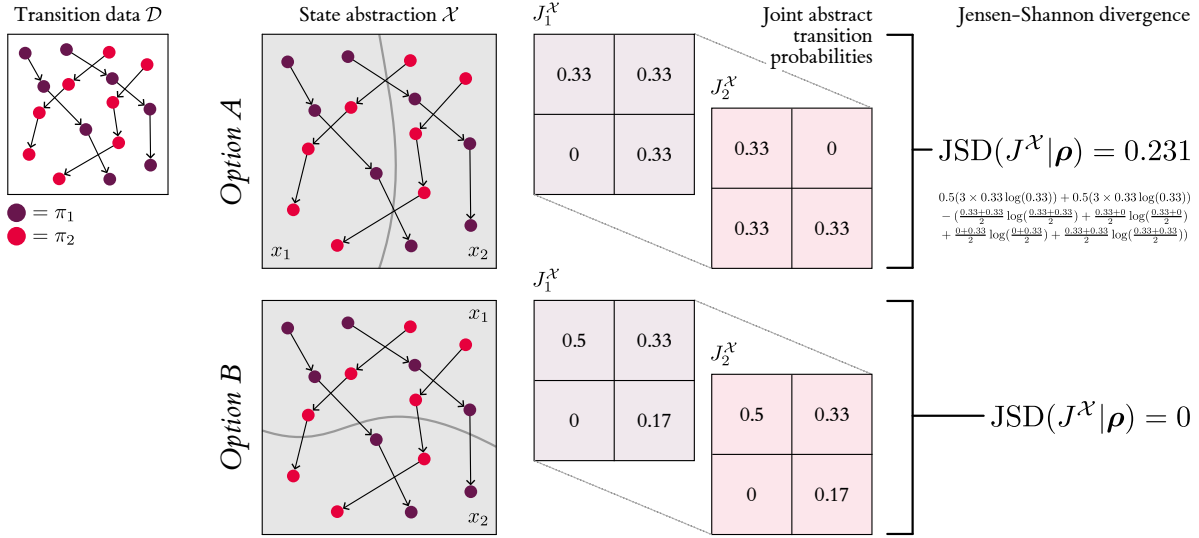 Transition data 𝒟
= π₁
= π₂
State abstraction 𝒳
Joint abstract
transition
probabilities
Jensen–Shannon divergence
Option A
x₁
x₂
J₁^𝒳
0.33 0.33
0 0.33
J₂^𝒳
0.33 0
0.33 0.33
JSD(J^𝒳|ρ) = 0.231
0.5(3 × 0.33 log(0.33)) + 0.5(3 × 0.33 log(0.33))
− ((0.33+0.33)/2 log((0.33+0.33)/2) + (0.33+0)/2 log((0.33+0)/2)
+ (0+0.33)/2 log((0+0.33)/2) + (0.33+0.33)/2 log((0.33+0.33)/2))
Option B
x₁
x₂
J₁^𝒳
0.5 0.33
0 0.17
J₂^𝒳
0.5 0.33
0 0.17
JSD(J^𝒳|ρ) = 0